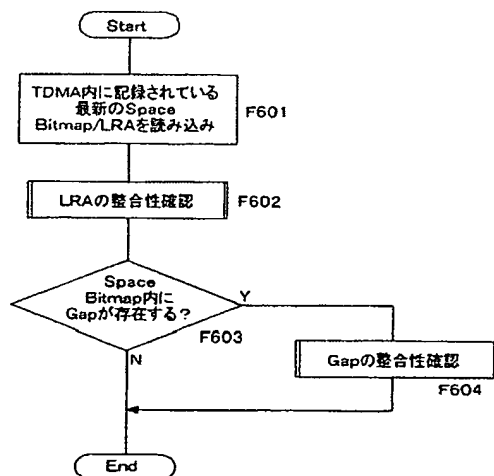 Start
TDMA内に記録されている
最新のSpace
Bitmap/LRAを読み込み
F601
LRAの整合性確認
F602
Space
Bitmap内に
Gapが存在する?
Y
F603
N
Gapの整合性確認
F604
End